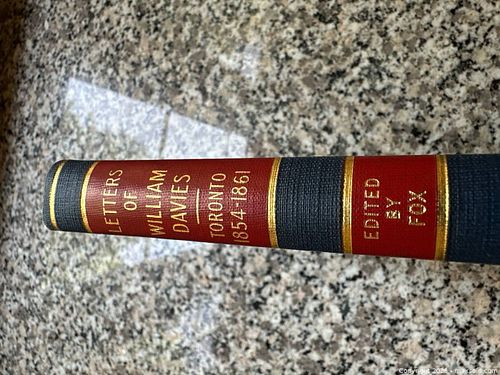 LETTERS
OF
WILLIAM
DAVIES
TORONTO
1854-1861
EDITED
BY
FOX